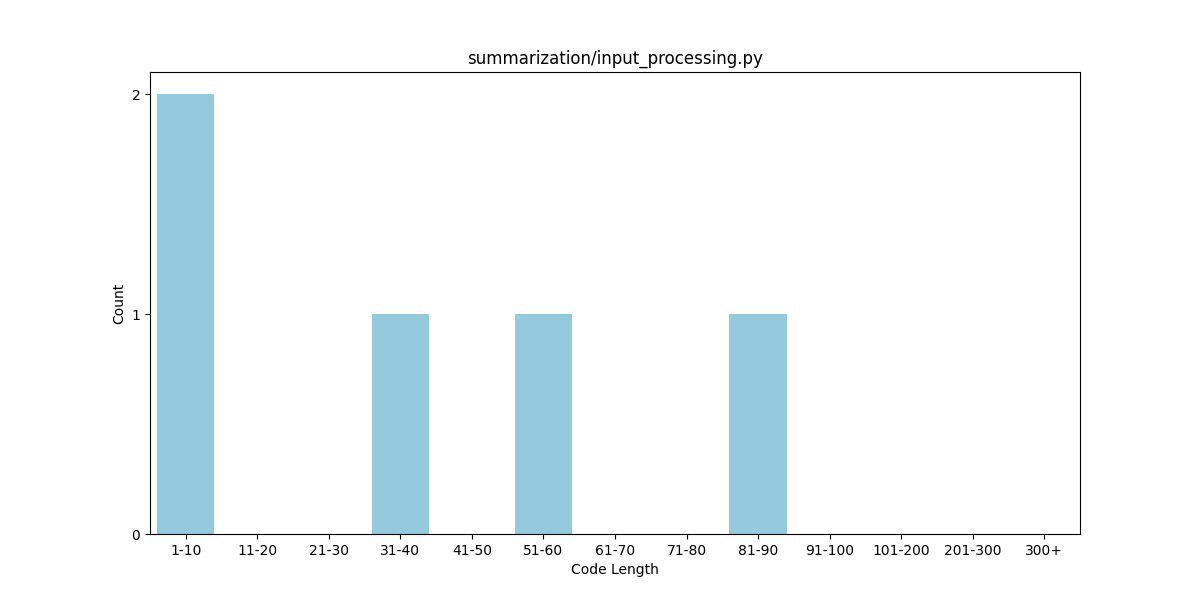 summarization/input_processing.py
2
1
0
Count
1-10 11-20 21-30 31-40 41-50 51-60 61-70 71-80 81-90 91-100 101-200 201-300 300+
Code Length